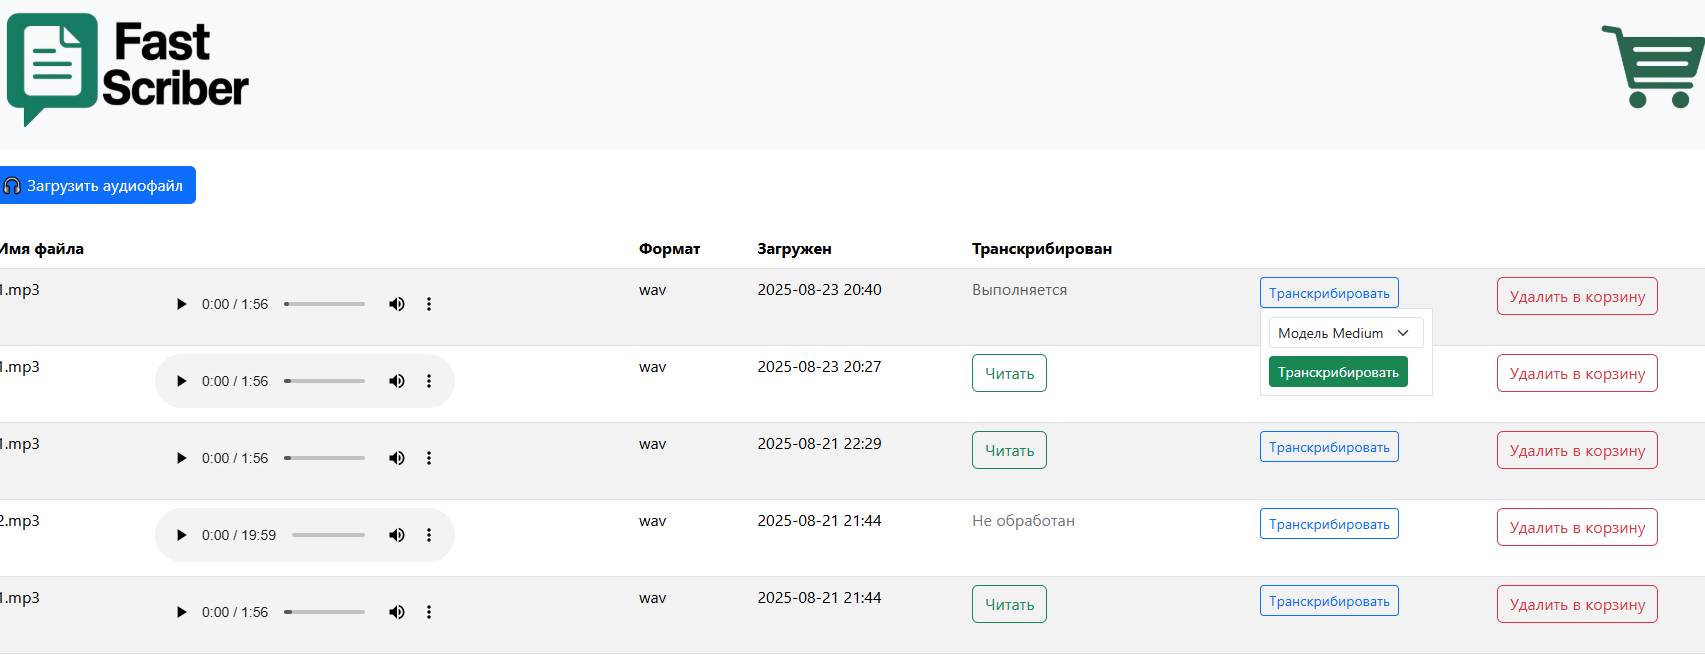 Fast
Scriber
Загрузить аудиофайл
Имя файла Формат Загружен Транскрибирован
1.mp3 0:00 / 1:56 wav 2025-08-23 20:40 Выполняется Транскрибировать Удалить в корзину
Модель Medium
Транскрибировать
1.mp3 0:00 / 1:56 wav 2025-08-23 20:27 Читать Удалить в корзину
1.mp3 0:00 / 1:56 wav 2025-08-21 22:29 Читать Транскрибировать Удалить в корзину
2.mp3 0:00 / 19:59 wav 2025-08-21 21:44 Не обработан Транскрибировать Удалить в корзину
1.mp3 0:00 / 1:56 wav 2025-08-21 21:44 Читать Транскрибировать Удалить в корзину